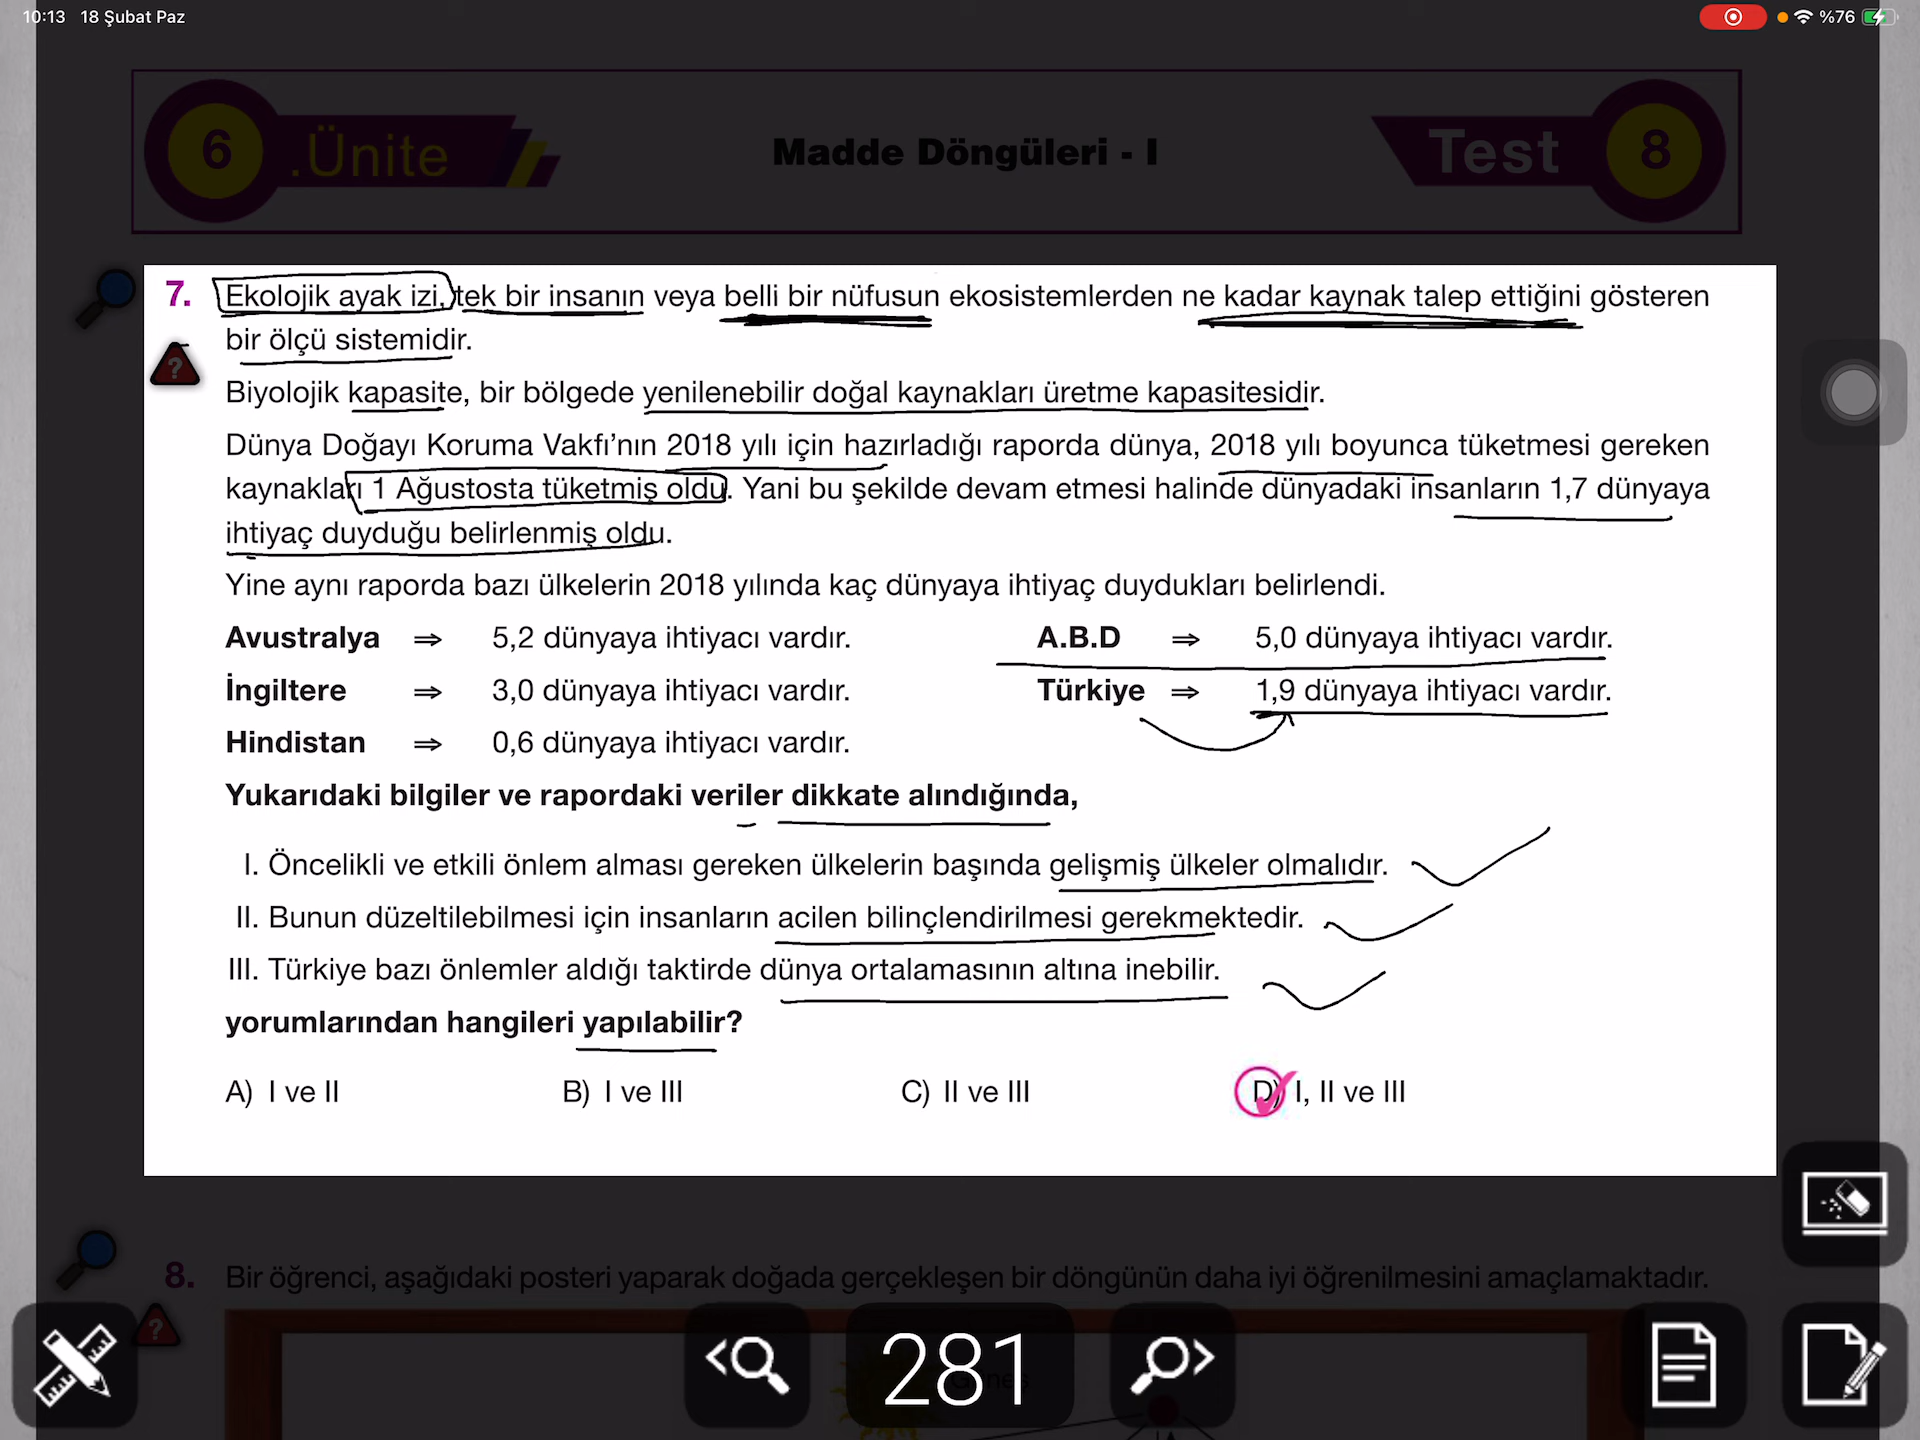 10:13 18 Şubat Paz
%76
6 .Ünite
Madde Döngüleri - I
Test 8
7. Ekolojik ayak izi, tek bir insanın veya belli bir nüfusun ekosistemlerden ne kadar kaynak talep ettiğini gösteren
bir ölçü sistemidir.
?
Biyolojik kapasite, bir bölgede yenilenebilir doğal kaynakları üretme kapasitesidir.
Dünya Doğayı Koruma Vakfı’nın 2018 yılı için hazırladığı raporda dünya, 2018 yılı boyunca tüketmesi gereken
kaynakları 1 Ağustosta tüketmiş oldu. Yani bu şekilde devam etmesi halinde dünyadaki insanların 1,7 dünyaya
ihtiyaç duyduğu belirlenmiş oldu.
Yine aynı raporda bazı ülkelerin 2018 yılında kaç dünyaya ihtiyaç duydukları belirlendi.
Avustralya ⇒ 5,2 dünyaya ihtiyacı vardır. A.B.D ⇒ 5,0 dünyaya ihtiyacı vardır.
İngiltere ⇒ 3,0 dünyaya ihtiyacı vardır. Türkiye ⇒ 1,9 dünyaya ihtiyacı vardır.
Hindistan ⇒ 0,6 dünyaya ihtiyacı vardır.
Yukarıdaki bilgiler ve rapordaki veriler dikkate alındığında,
I. Öncelikli ve etkili önlem alması gereken ülkelerin başında gelişmiş ülkeler olmalıdır.
II. Bunun düzeltilebilmesi için insanların acilen bilinçlendirilmesi gerekmektedir.
III. Türkiye bazı önlemler aldığı taktirde dünya ortalamasının altına inebilir.
yorumlarından hangileri yapılabilir?
A) I ve II B) I ve III C) II ve III D) I, II ve III
8. Bir öğrenci, aşağıdaki posteri yaparak doğada gerçekleşen bir döngünün daha iyi öğrenilmesini amaçlamaktadır.
?
281